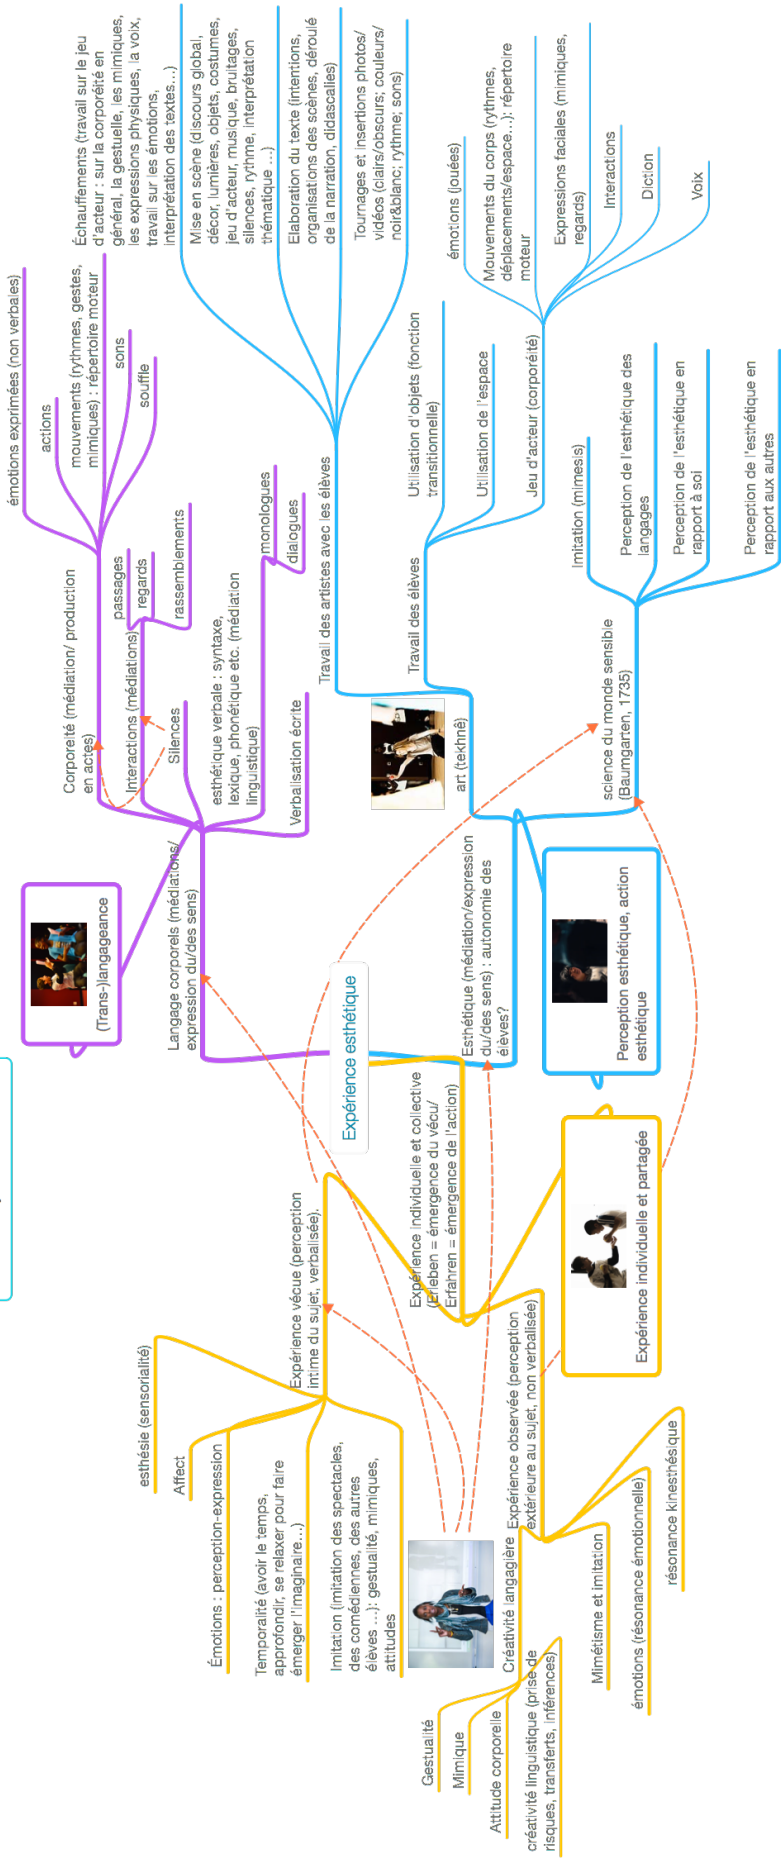 Expérience esthétique
(Trans-)langageance
Langage corporels (médiations/
expression du/des sens)
Corporeité (médiation/ production
en actes)
émotions exprimées (non verbales)
actions
mouvements (rythmes, gestes,
mimiques) : répertoire moteur
sons
souffle
Interactions (médiations)
passages
regards
rassemblements
Silences
esthétique verbale : syntaxe,
lexique, phonétique etc. (médiation
linguistique)
monologues
dialogues
Verbalisation écrite
Esthétique (médiation/expression
du/des sens) : autonomie des
élèves?
art (tekhnê)
Travail des artistes avec les élèves
Échauffements (travail sur le jeu
d'acteur : sur la corporéité en
général, la gestuelle, les mimiques,
les expressions physiques, la voix,
travail sur les émotions,
interprétation des textes...)
Mise en scène (discours global,
décor, lumières, objets, costumes,
jeu d'acteur, musique, bruitages,
silences, rythme, interprétation
thématique ...)
Elaboration du texte (intentions,
organisations des scènes, déroulé
de la narration, didascalies)
Tournages et insertions photos/
vidéos (clairs/obscurs; couleurs/
noir&blanc; rythme; sons)
Travail des élèves
Utilisation d'objets (fonction
transitionnelle)
Utilisation de l'espace
Jeu d'acteur (corporéité)
émotions (jouées)
Mouvements du corps (rythmes,
déplacements/espace...): répertoire
moteur
Expressions faciales (mimiques,
regards)
Interactions
Diction
Voix
science du monde sensible
(Baumgarten, 1735)
Imitation (mimesis)
Perception de l'esthétique des
langages
Perception de l'esthétique en
rapport à soi
Perception de l'esthétique en
rapport aux autres
Perception esthétique, action
esthétique
Expérience individuelle et collective
(Erleben = émergence du vécu/
Erfahren = émergence de l'action)
Expérience individuelle et partagée
Expérience vécue (perception
intime du sujet, verbalisée).
esthésie (sensorialité)
Affect
Émotions : perception-expression
Temporalité (avoir le temps,
approfondir, se relaxer pour faire
émerger l'imaginaire...)
Imitation (imitation des spectacles,
des comédiennes, des autres
élèves ...): gestualité, mimiques,
attitudes
Expérience observée (perception
extérieure au sujet, non verbalisée)
Créativité langagière
Gestualité
Mimique
Attitude corporelle
créativité linguistique (prise de
risques, transferts, inférences)
Mimétisme et imitation
émotions (résonance émotionnelle)
résonance kinesthésique